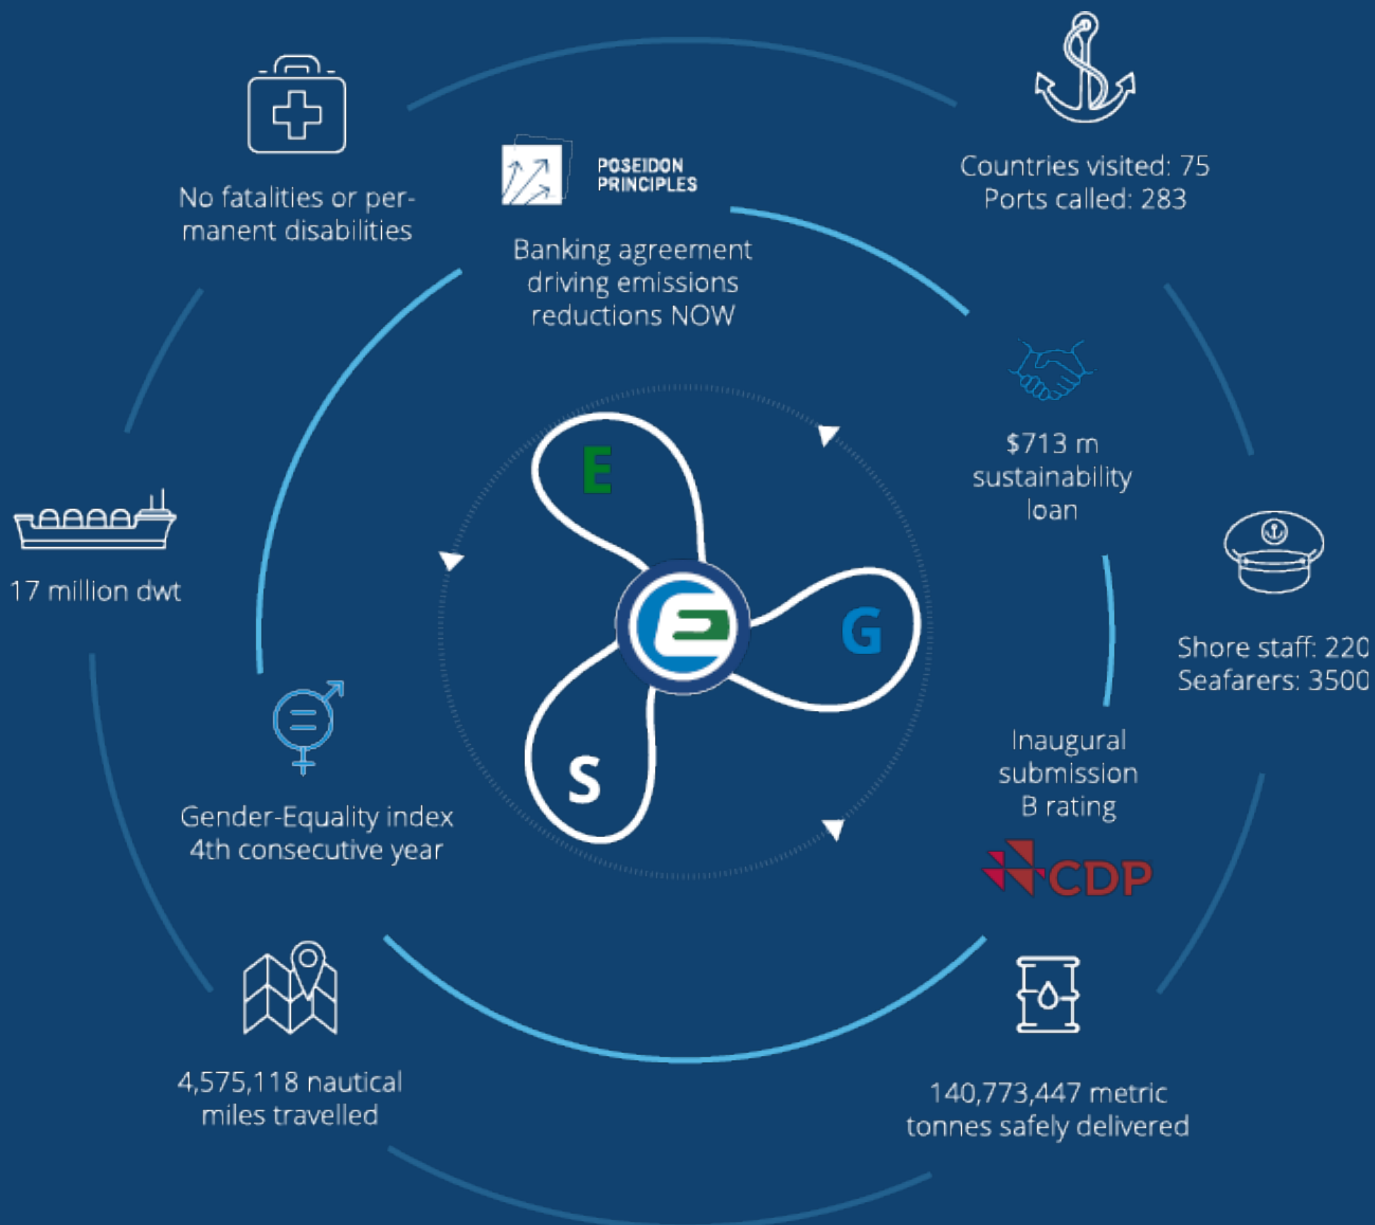 No fatalities or per-
manent disabilities
POSEIDON
PRINCIPLES
Banking agreement
driving emissions
reductions NOW
Countries visited: 75
Ports called: 283
$713 m
sustainability
loan
17 million dwt
E
G
S
Shore staff: 220
Seafarers: 3500
Inaugural
submission
B rating
CDP
Gender-Equality index
4th consecutive year
4,575,118 nautical
miles travelled
140,773,447 metric
tonnes safely delivered